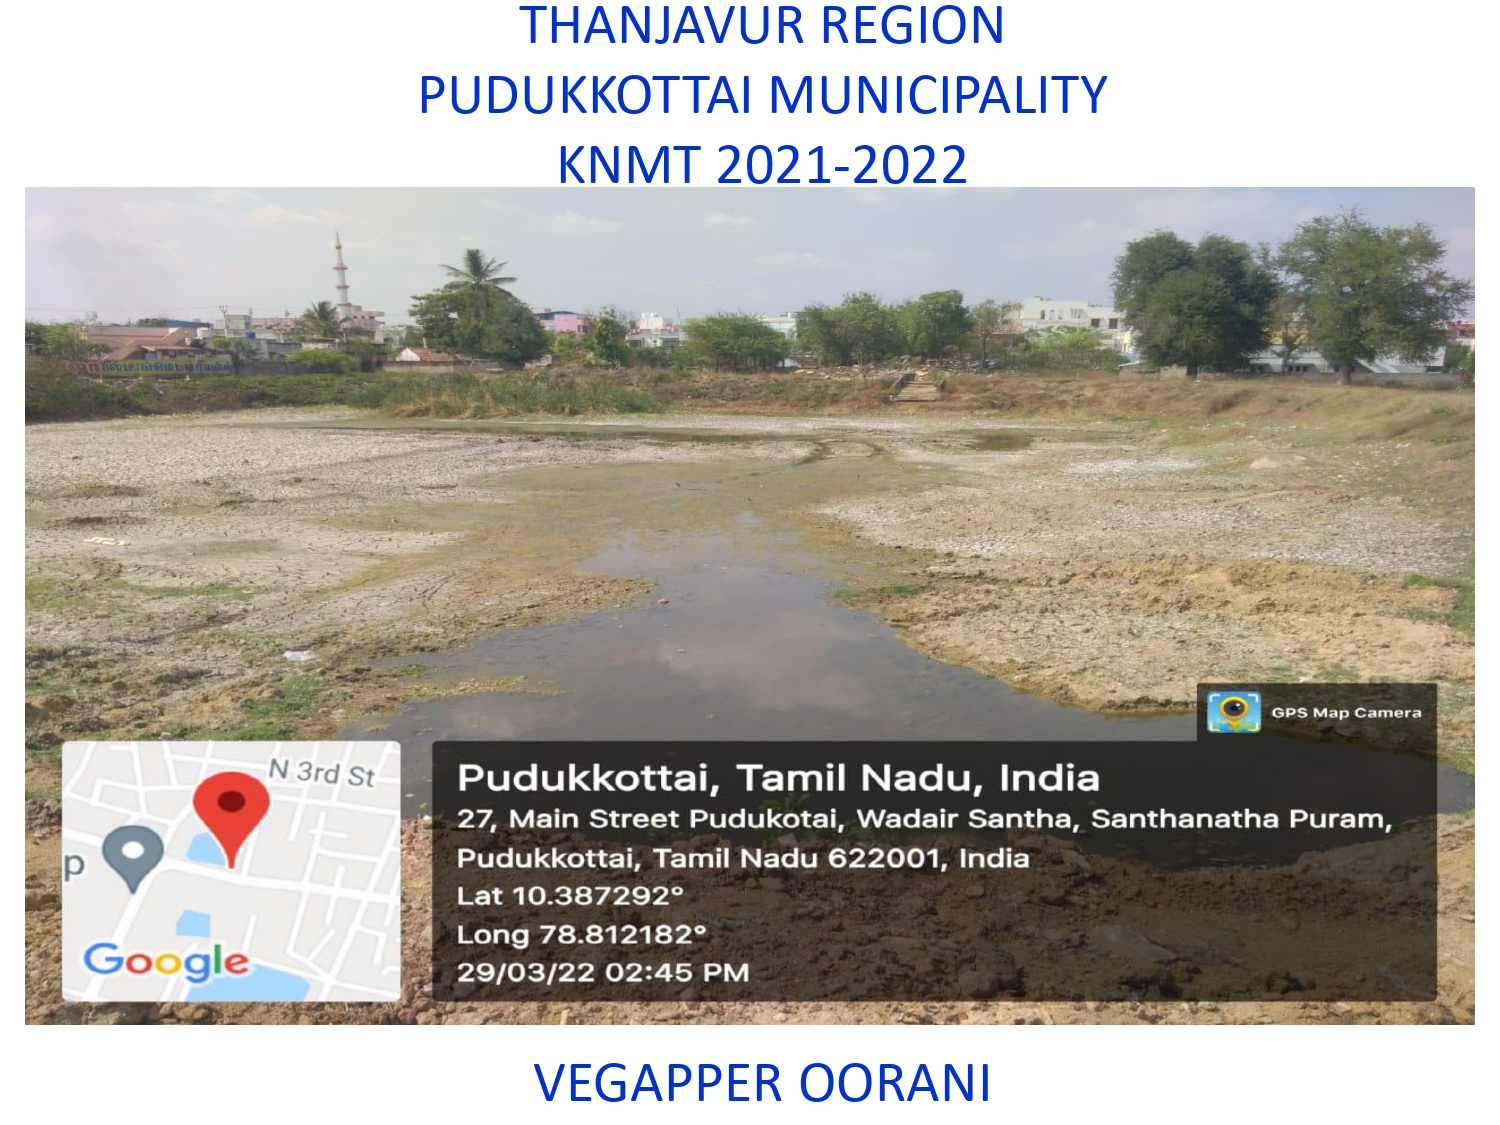 THANJAVUR REGION
PUDUKKOTTAI MUNICIPALITY
KNMT 2021-2022
GPS Map Camera
N 3rd St
p
Google
Pudukkottai, Tamil Nadu, India
27, Main Street Pudukotai, Wadair Santha, Santhanatha Puram,
Pudukkottai, Tamil Nadu 622001, India
Lat 10.387292°
Long 78.812182°
29/03/22 02:45 PM
VEGAPPER OORANI